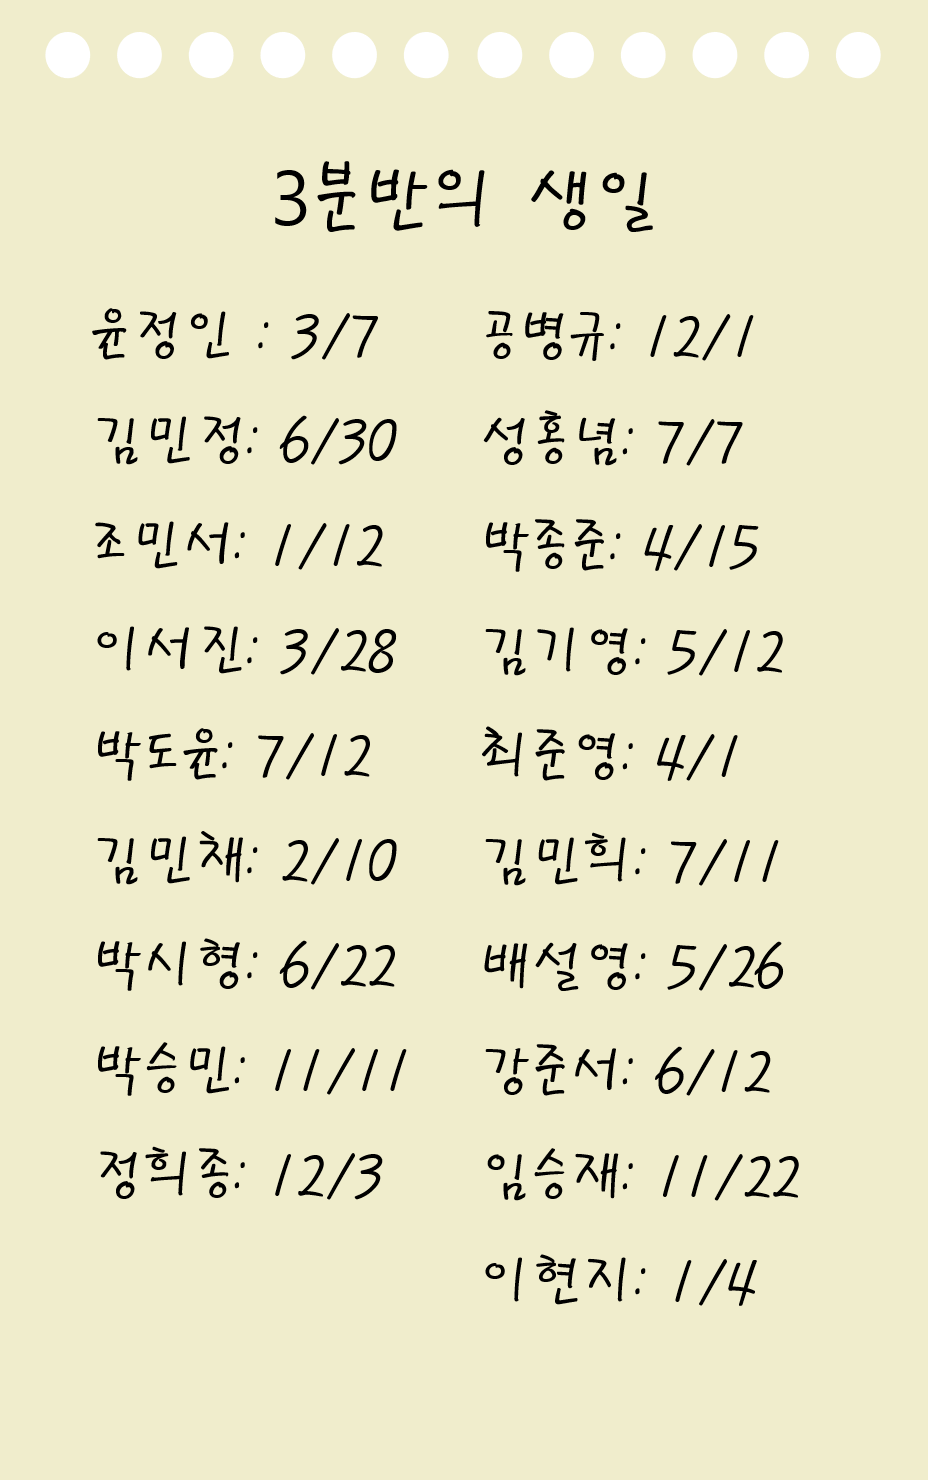 3분반의 생일
윤정인 : 3/7
김민정: 6/30
조민서: 1/12
이서진: 3/28
박도윤: 7/12
김민채: 2/10
박시형: 6/22
박승민: 11/11
정희종: 12/3
공병규: 12/1
성홍념: 7/7
박종준: 4/15
김기영: 5/12
최준영: 4/1
김민희: 7/11
배설영: 5/26
강준서: 6/12
임승재: 11/22
이현지: 1/4